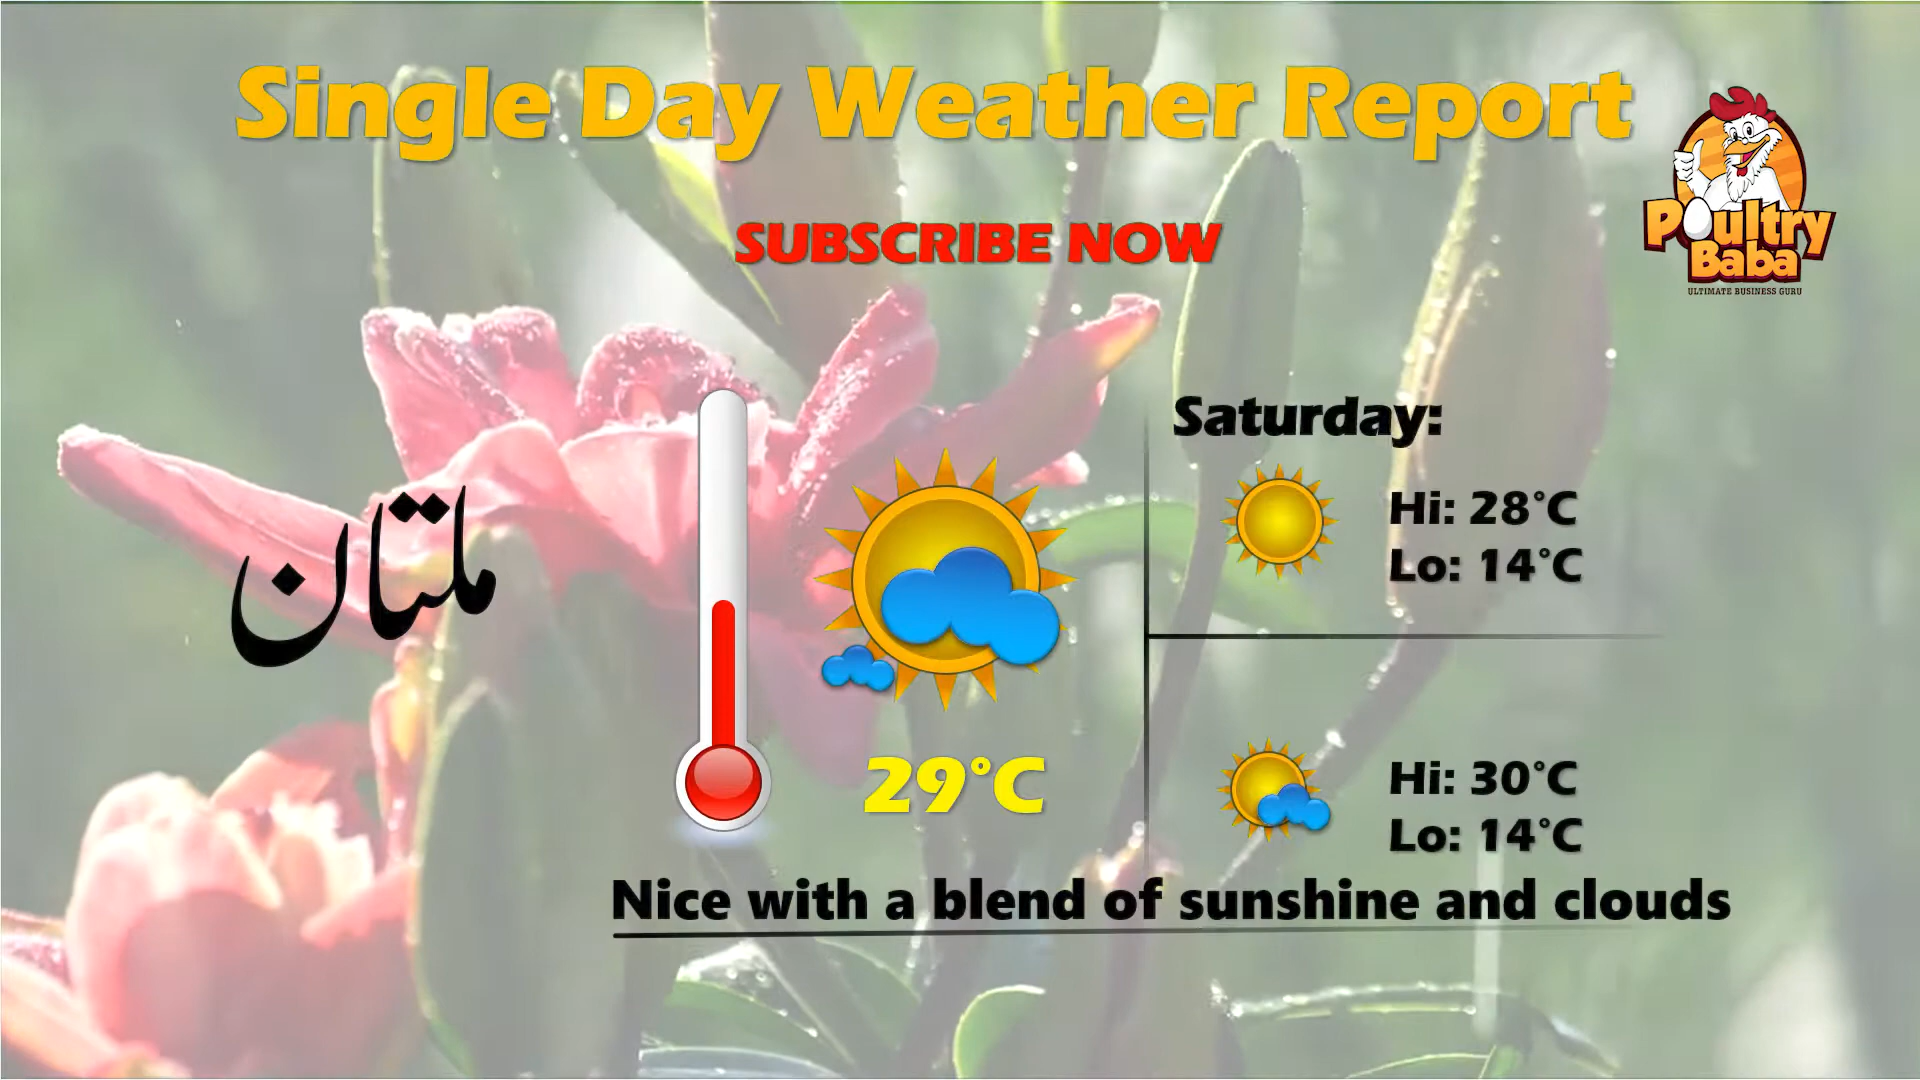 Single Day Weather Report
Poultry
Baba
ULTIMATE BUSINESS GURU
SUBSCRIBE NOW
ملتان
29°C
Saturday:
Hi: 28°C
Lo: 14°C
Hi: 30°C
Lo: 14°C
Nice with a blend of sunshine and clouds